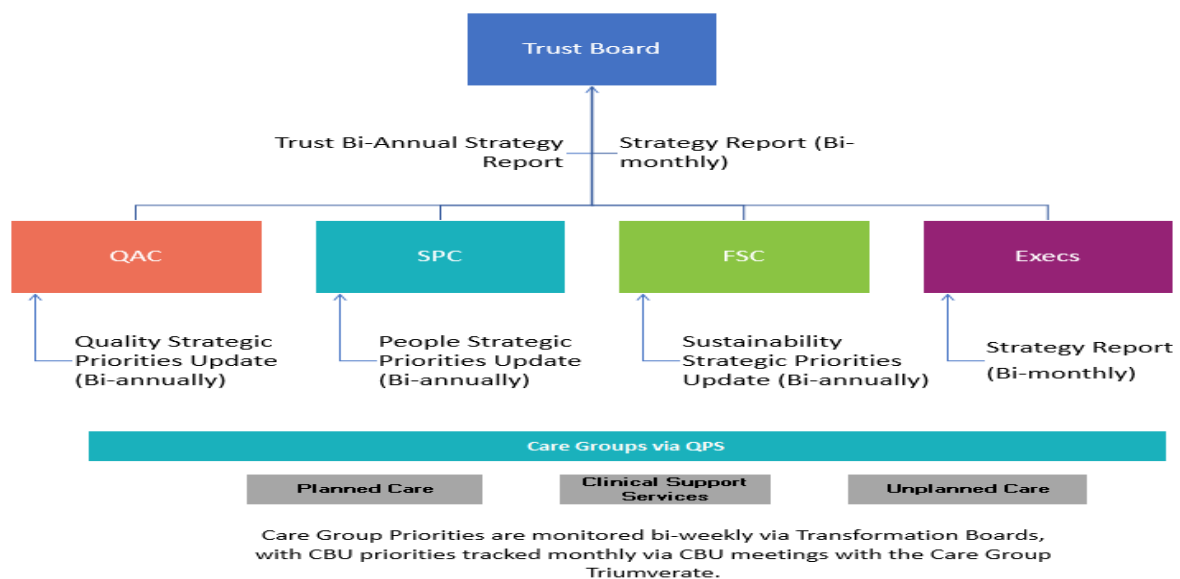 Trust Board
Trust Bi-Annual Strategy
Report
Strategy Report (Bi-
monthly)
QAC
SPC
FSC
Execs
Quality Strategic
Priorities Update
(Bi-annually)
People Strategic
Priorities Update
(Bi-annually)
Sustainability
Strategic Priorities
Update (Bi-annually)
Strategy Report
(Bi-monthly)
Care Groups via QPS
Planned Care
Clinical Support
Services
Unplanned Care
Care Group Priorities are monitored bi-weekly via Transformation Boards,
with CBU priorities tracked monthly via CBU meetings with the Care Group
Triumverate.